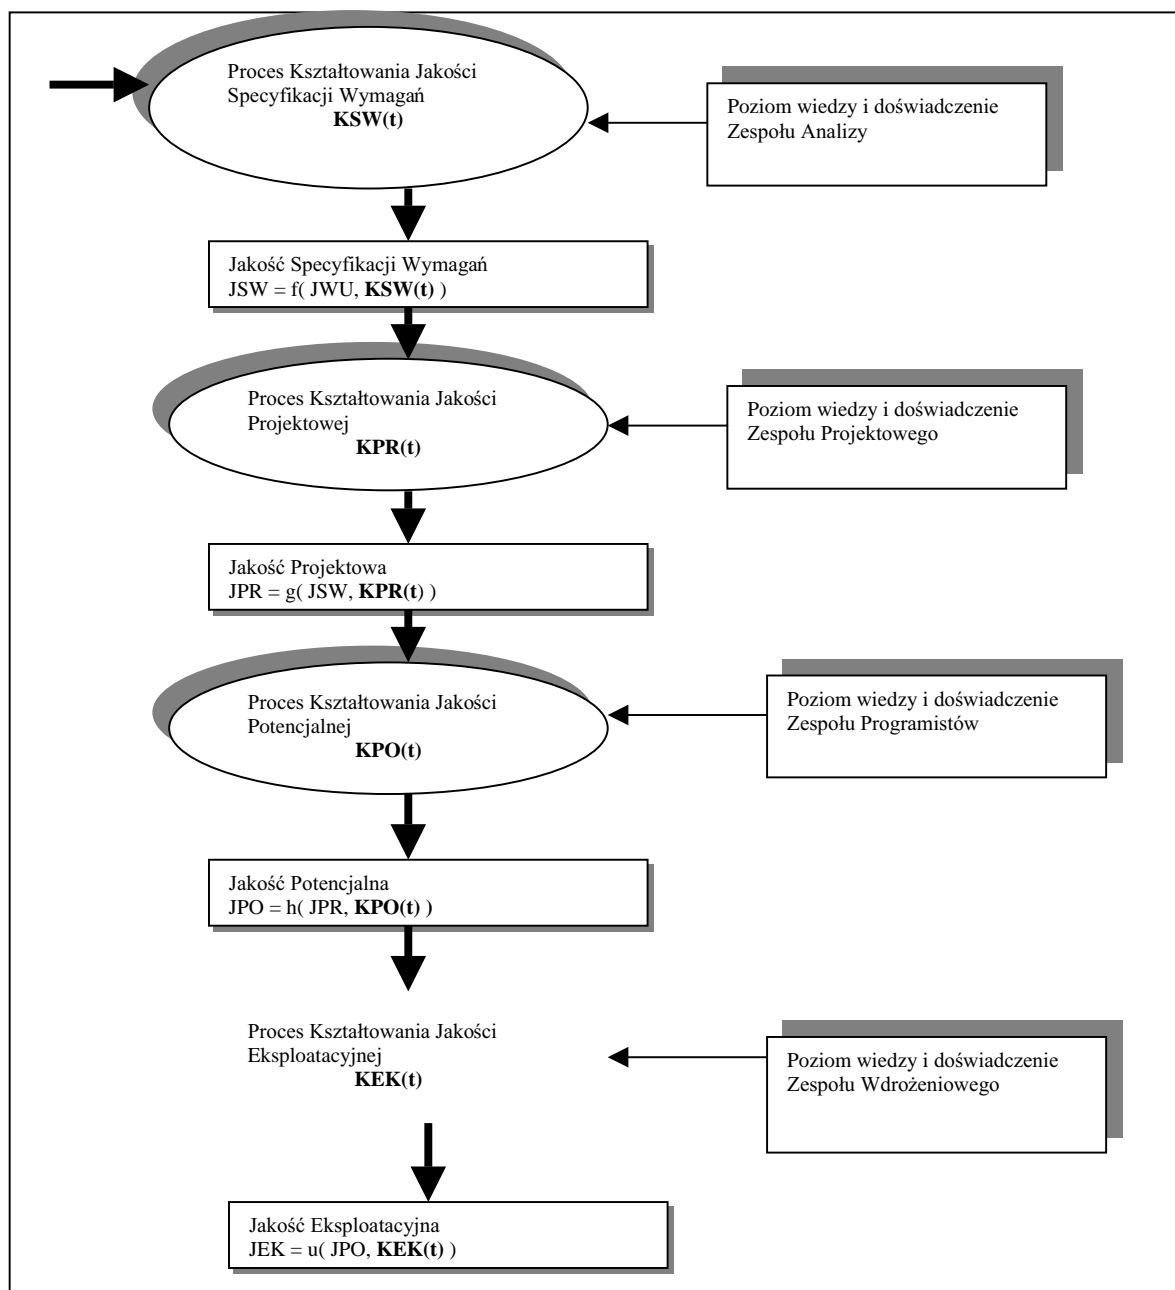 Proces Kształtowania Jakości
Specyfikacji Wymagań
KSW(t)
Poziom wiedzy i doświadczenie
Zespołu Analizy
Jakość Specyfikacji Wymagań
JSW = f( JWU, KSW(t) )
Proces Kształtowania Jakości
Projektowej
KPR(t)
Poziom wiedzy i doświadczenie
Zespołu Projektowego
Jakość Projektowa
JPR = g( JSW, KPR(t) )
Proces Kształtowania Jakości
Potencjalnej
KPO(t)
Poziom wiedzy i doświadczenie
Zespołu Programistów
Jakość Potencjalna
JPO = h( JPR, KPO(t) )
Proces Kształtowania Jakości
Eksploatacyjnej
KEK(t)
Poziom wiedzy i doświadczenie
Zespołu Wdrożeniowego
Jakość Eksploatacyjna
JEK = u( JPO, KEK(t) )